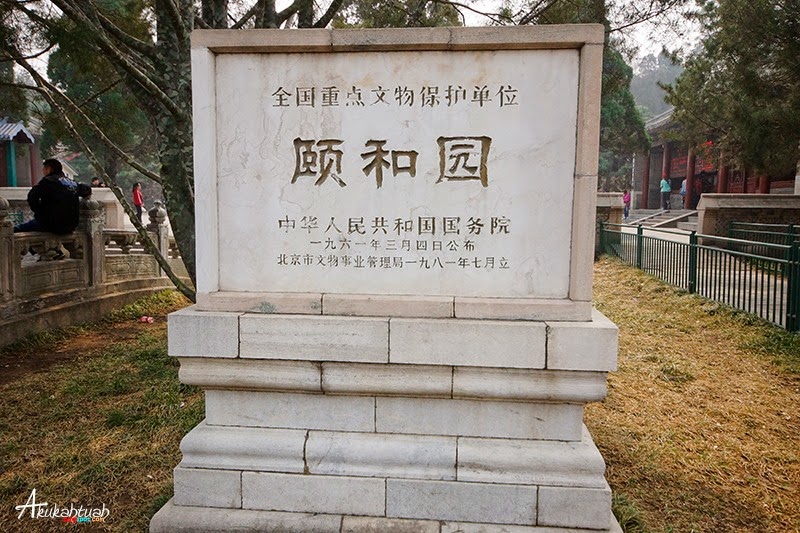 全国重点文物保护单位
颐和园
中华人民共和国国务院
一九六一年三月四日公布
北京市文物事业管理局一九八一年七月立
Akukahtuah